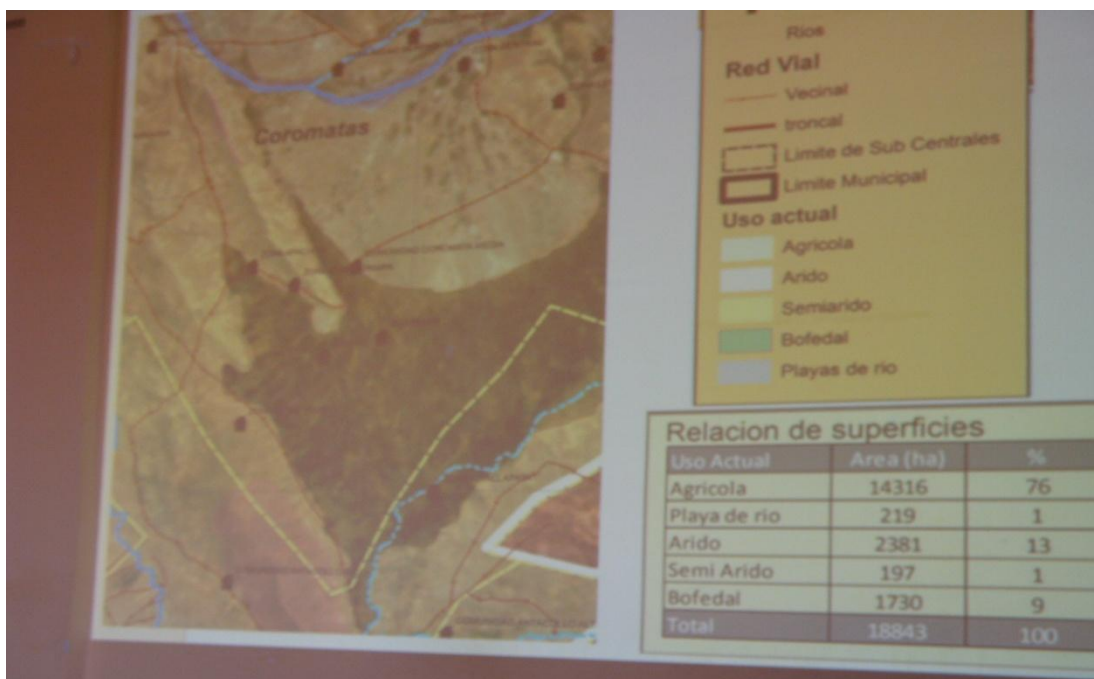 Coromatas
Rios
Red Vial
Vecinal
troncal
Limite de Sub Centrales
Limite Municipal
Uso actual
Agricola
Arido
Semiarido
Bofedal
Playas de rio
Relacion de superficies
Uso Actual Area (ha) %
Agricola 14316 76
Playa de rio 219 1
Arido 2381 13
Semi Arido 197 1
Bofedal 1730 9
Total 18843 100